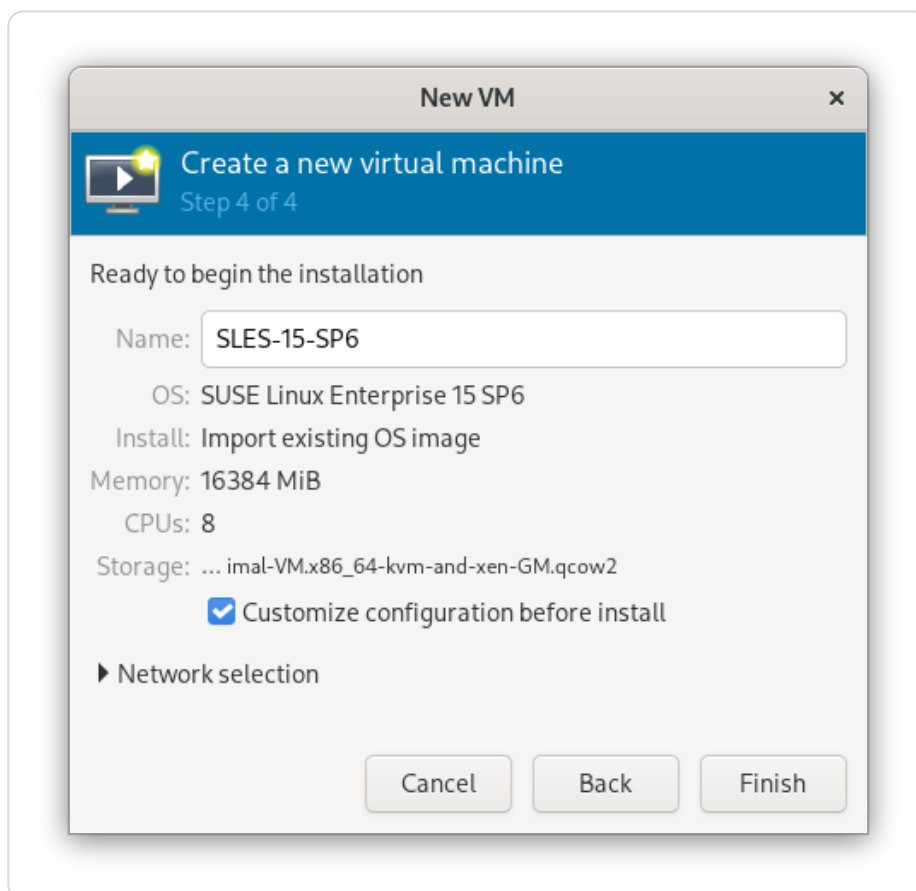 New VM
Create a new virtual machine
Step 4 of 4
Ready to begin the installation
Name: SLES-15-SP6
OS: SUSE Linux Enterprise 15 SP6
Install: Import existing OS image
Memory: 16384 MiB
CPUs: 8
Storage: ... imal-VM.x86_64-kvm-and-xen-GM.qcow2
Customize configuration before install
Network selection
Cancel Back Finish